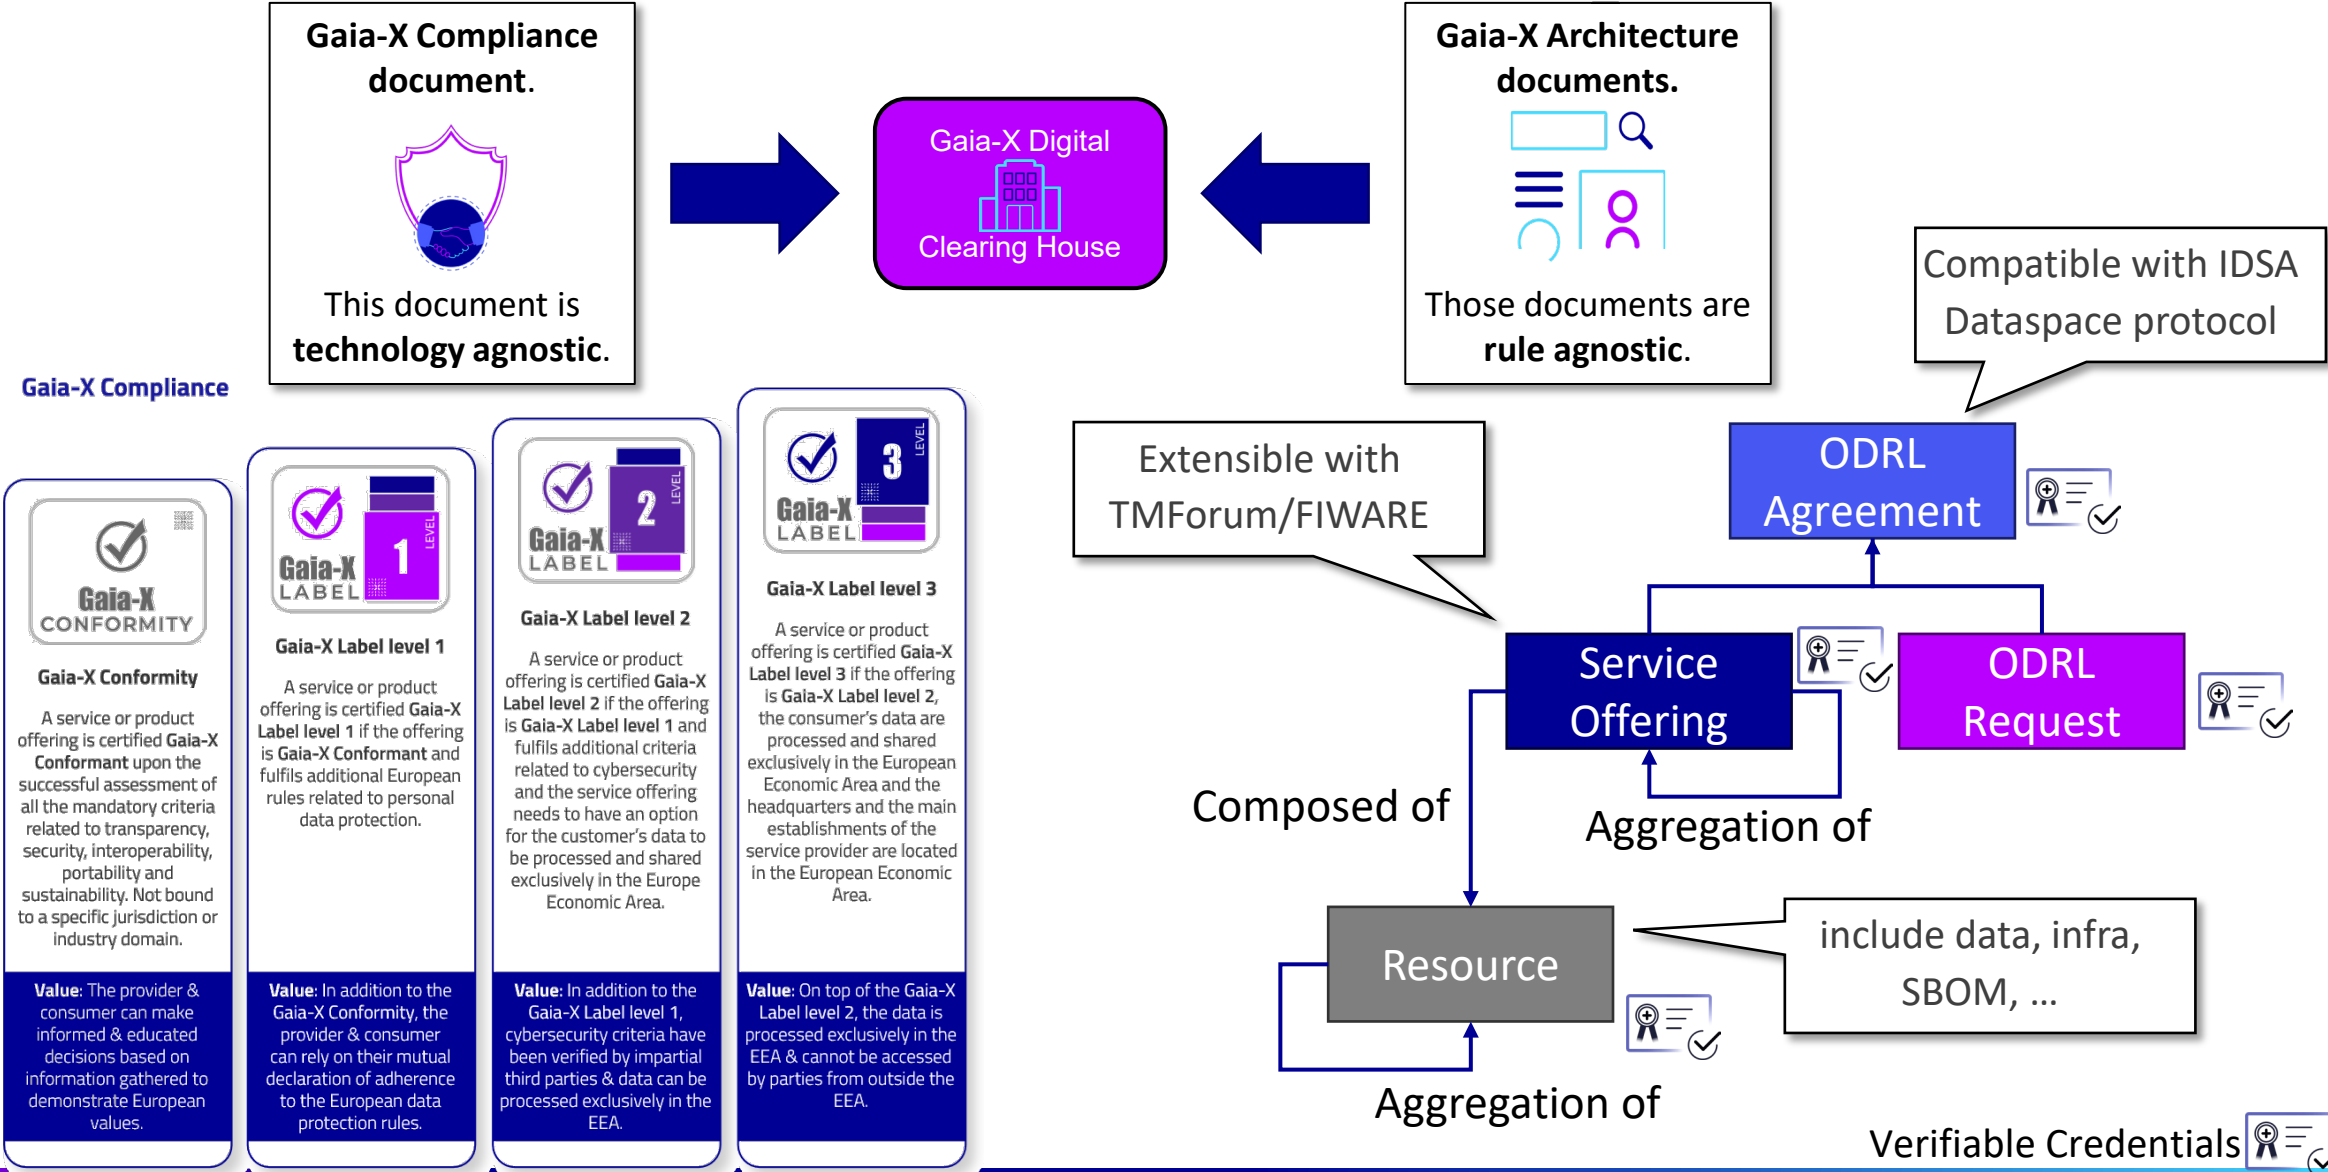 Gaia-X Compliance
document.
This document is
technology agnostic.
Gaia-X Digital
Clearing House
Gaia-X Architecture
documents.
Those documents are
rule agnostic.
Gaia-X Compliance
Gaia-X
CONFORMITY
Gaia-X Conformity
A service or product
offering is certified Gaia-X
Conformant upon the
successful assessment of
all the mandatory criteria
related to transparency,
security, interoperability,
portability and
sustainability. Not bound
to a specific jurisdiction or
industry domain.
Value: The provider &
consumer can make
informed & educated
decisions based on
information gathered to
demonstrate European
values.
1
LEVEL
Gaia-X
LABEL
Gaia-X Label level 1
A service or product
offering is certified Gaia-X
Label level 1 if the offering
is Gaia-X Conformant and
fulfils additional European
rules related to personal
data protection.
Value: In addition to the
Gaia-X Conformity, the
provider & consumer
can rely on their mutual
declaration of adherence
to the European data
protection rules.
2
LEVEL
Gaia-X
LABEL
Gaia-X Label level 2
A service or product
offering is certified Gaia-X
Label level 2 if the offering
is Gaia-X Label level 1 and
fulfils additional criteria
related to cybersecurity
and the service offering
needs to have an option
for the customer's data to
be processed and shared
exclusively in the Europe
Economic Area.
Value: In addition to the
Gaia-X Label level 1,
cybersecurity criteria have
been verified by impartial
third parties & data can be
processed exclusively in the
EEA.
3
LEVEL
Gaia-X
LABEL
Gaia-X Label level 3
A service or product
offering is certified Gaia-X
Label level 3 if the offering
is Gaia-X Label level 2,
the consumer's data are
processed and shared
exclusively in the European
Economic Area and the
headquarters and the main
establishments of the
service provider are located
in the European Economic
Area.
Value: On top of the Gaia-X
Label level 2, the data is
processed exclusively in the
EEA & cannot be accessed
by parties from outside the
EEA.
Compatible with IDSA
Dataspace protocol
Extensible with
TMForum/FIWARE
ODRL
Agreement
Service
Offering
ODRL
Request
Composed of
Aggregation of
Resource
include data, infra,
SBOM, ...
Aggregation of
Verifiable Credentials